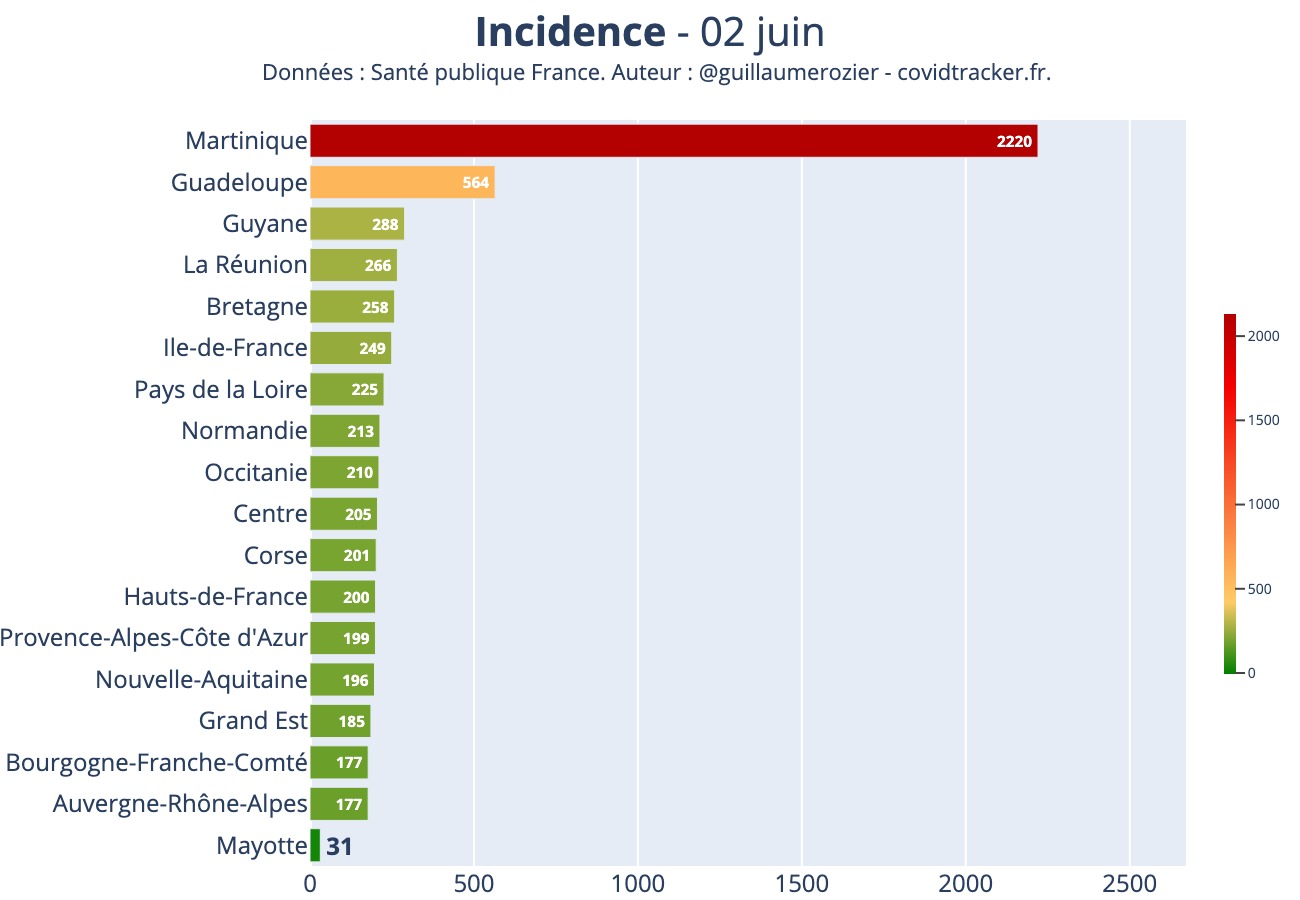 Incidence - 02 juin
Données : Santé publique France. Auteur : @guillaumerozier - covidtracker.fr.
Martinique 2220
Guadeloupe 564
Guyane 288
La Réunion 266
Bretagne 258
Ile-de-France 249
Pays de la Loire 225
Normandie 213
Occitanie 210
Centre 205
Corse 201
Hauts-de-France 200
Provence-Alpes-Côte d'Azur 199
Nouvelle-Aquitaine 196
Grand Est 185
Bourgogne-Franche-Comté 177
Auvergne-Rhône-Alpes 177
Mayotte 31
0 500 1000 1500 2000 2500
2000
1500
1000
500
0